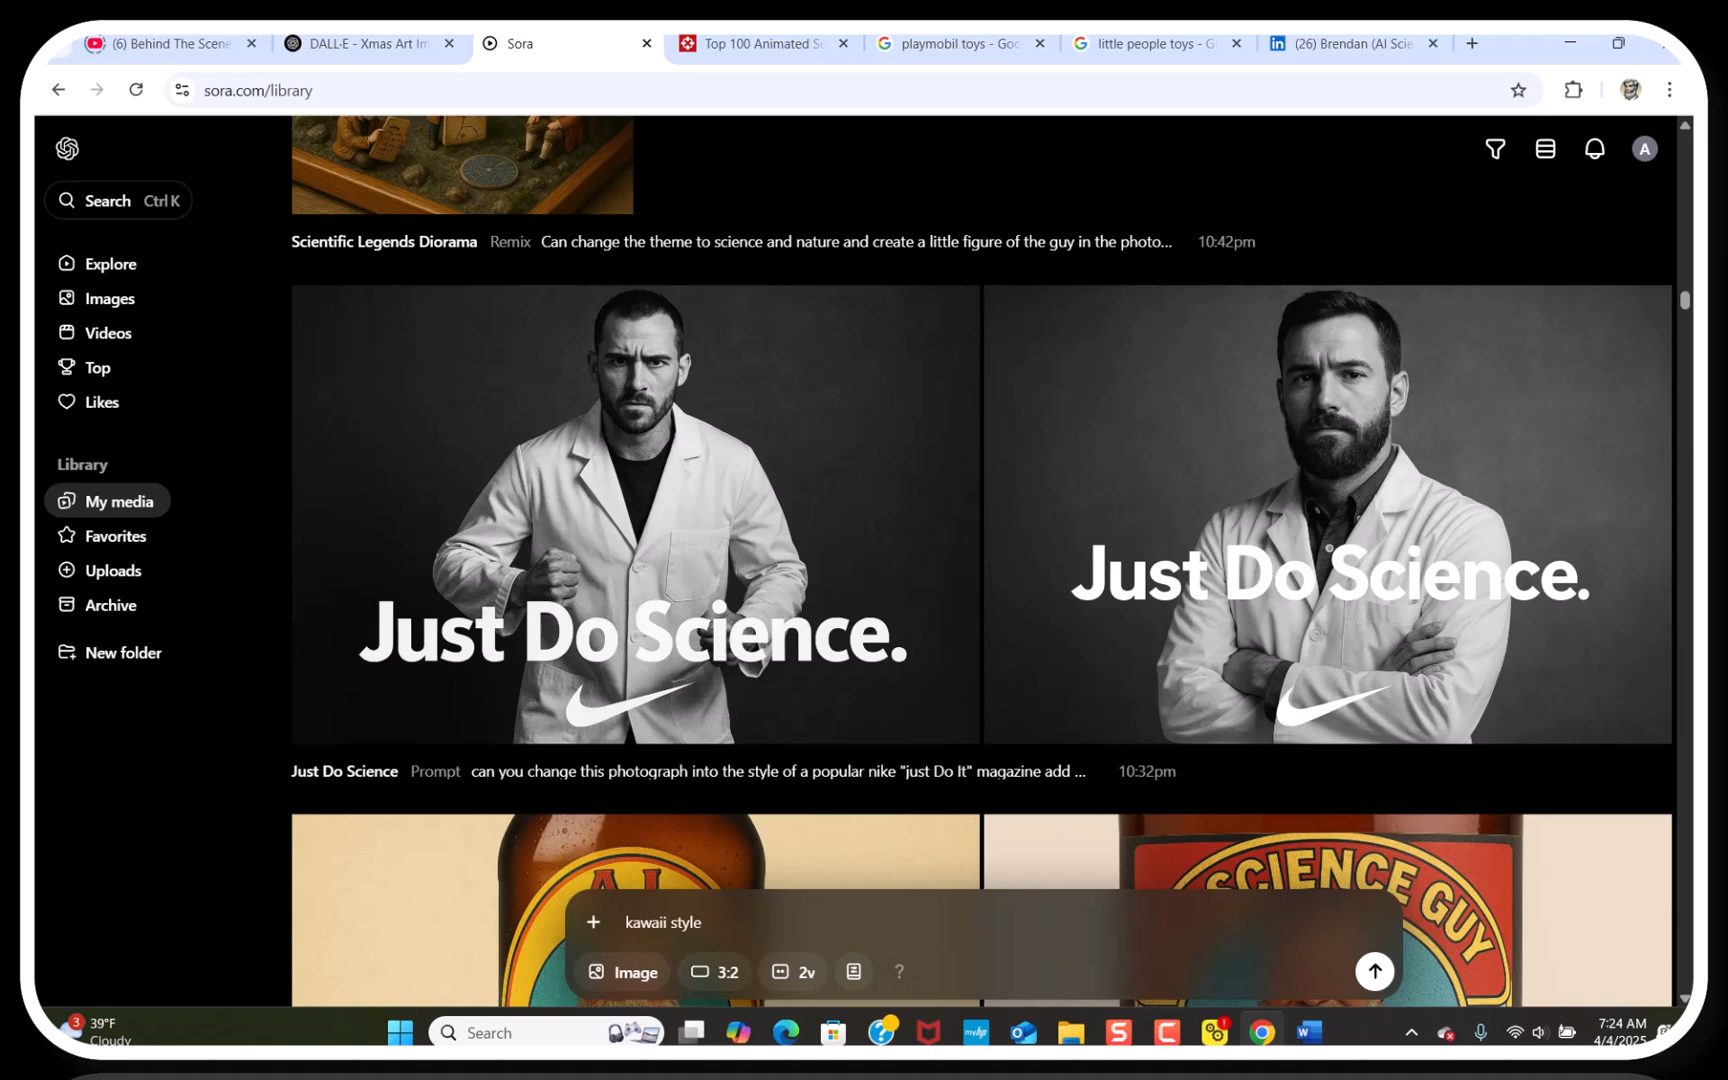 (6) Behind The Scene
DALL·E - Xmas Art Im
Sora
Top 100 Animated Se
playmobil toys - Goo
little people toys - G
(26) Brendan (AI Scie
sora.com/library
A
Search Ctrl K
Explore
Images
Videos
Top
Likes
Library
My media
Favorites
Uploads
Archive
New folder
Scientific Legends Diorama Remix Can change the theme to science and nature and create a little figure of the guy in the photo... 10:42pm
Just Do Science.
Just Do Science.
Just Do Science Prompt can you change this photograph into the style of a popular nike "just Do It" magazine add ... 10:32pm
A.I.
SCIENCE GUY
kawaii style
Image
3:2
2v
?
3
39°F
Cloudy
Search
myhp
1
7:24 AM
4/4/2025